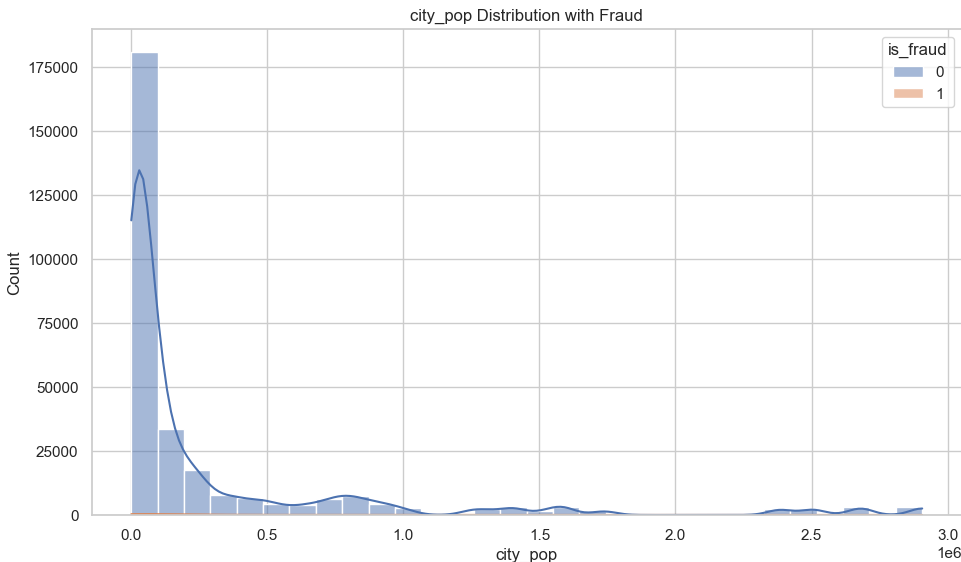 city_pop Distribution with Fraud
is_fraud
0
1
175000
150000
125000
100000
75000
50000
25000
0
Count
0.0 0.5 1.0 1.5 2.0 2.5 3.0
1e6
city_pop